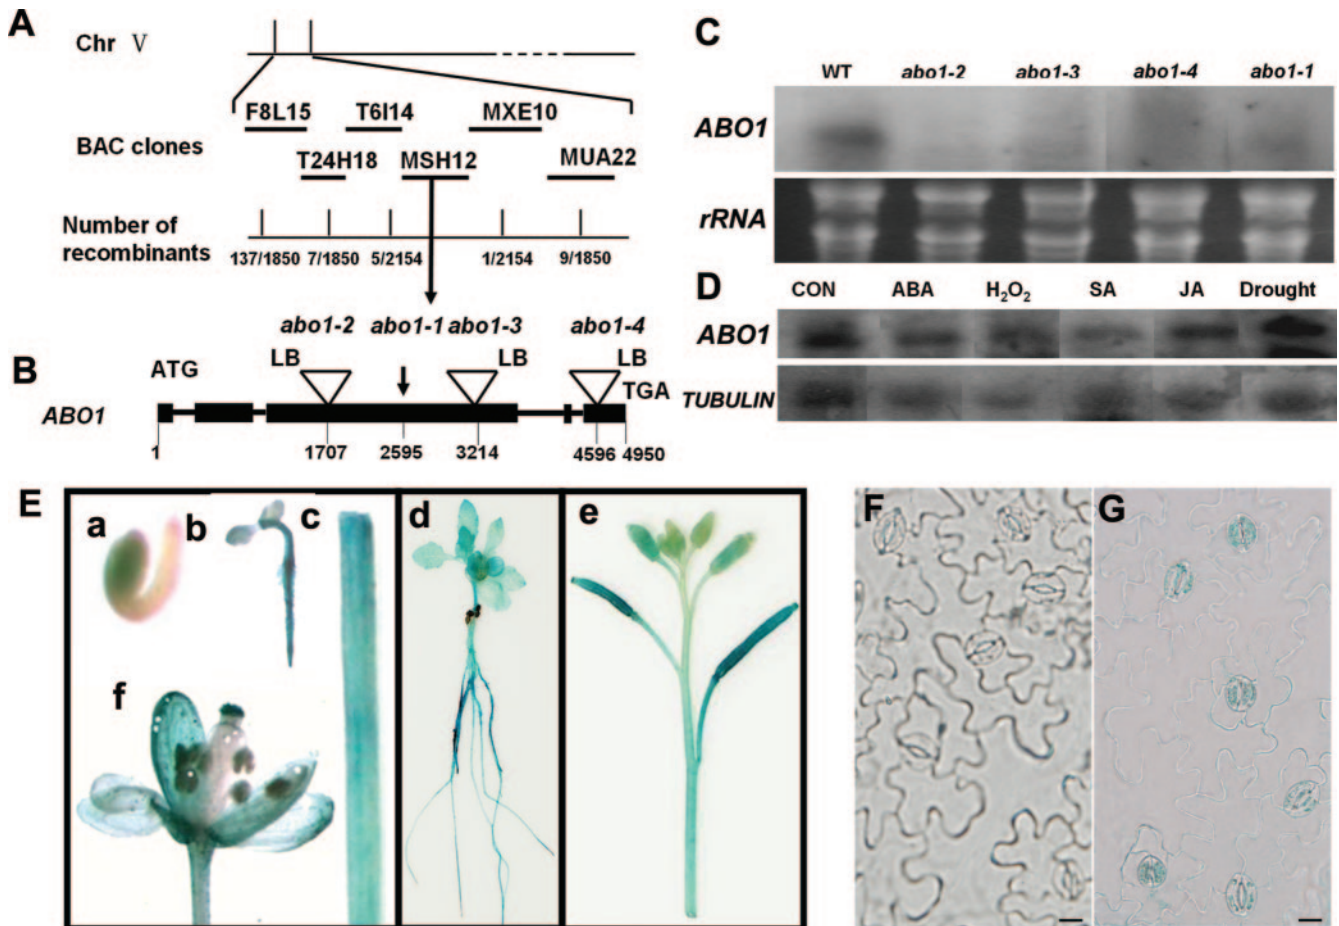 A
Chr V
F8L15 T6I14 MXE10
BAC clones
T24H18 MSH12 MUA22
Number of
recombinants
137/1850 7/1850 5/2154 1/2154 9/1850
B
abo1-2 abo1-1 abo1-3 abo1-4
LB LB LB
ATG TGA
ABO1
1 1707 2595 3214 4596 4950
C
WT abo1-2 abo1-3 abo1-4 abo1-1
ABO1
rRNA
D
CON ABA H₂O₂ SA JA Drought
ABO1
TUBULIN
E
a b c d e
f
F G